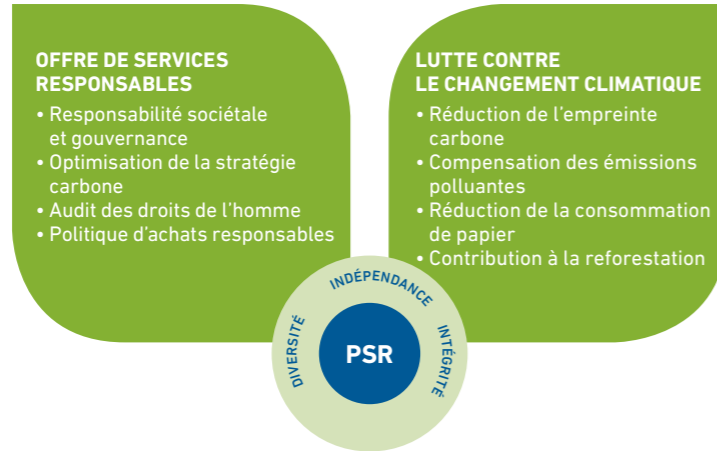 OFFRE DE SERVICES
RESPONSABLES
• Responsabilité sociétale
et gouvernance
• Optimisation de la stratégie
carbone
• Audit des droits de l'homme
• Politique d'achats responsables
LUTTE CONTRE
LE CHANGEMENT CLIMATIQUE
• Réduction de l'empreinte
carbone
• Compensation des émissions
polluantes
• Réduction de la consommation
de papier
• Contribution à la reforestation
DIVERSITÉ
INDÉPENDANCE
INTÉGRITÉ
PSR